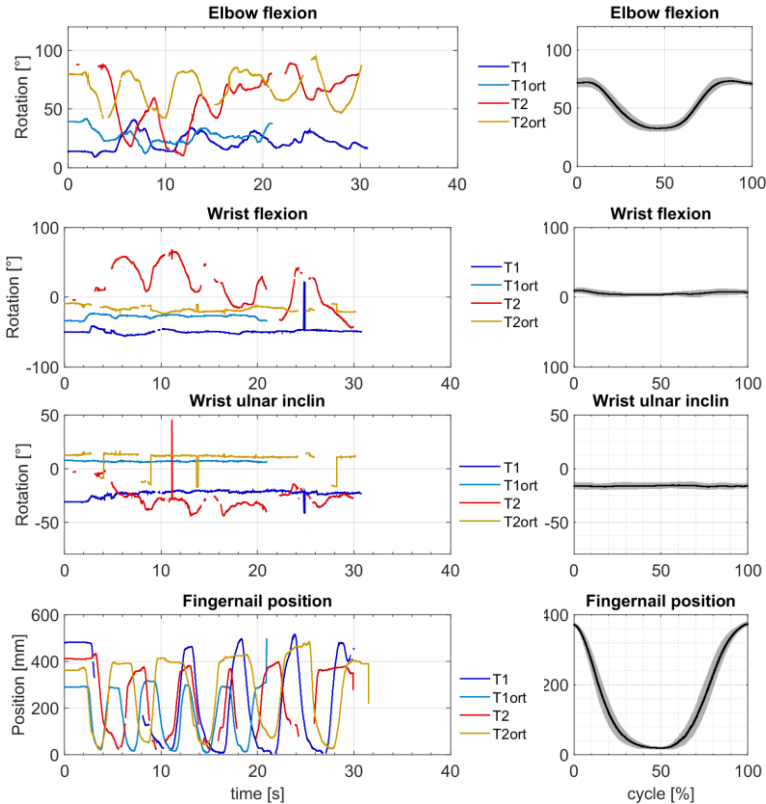 Elbow flexion
Elbow flexion
Rotation [°]
100
50
0
0
10
20
30
40
T1
T1ort
T2
T2ort
100
50
0
0
50
100
Wrist flexion
Wrist flexion
Rotation [°]
100
0
-100
0
10
20
30
40
T1
T1ort
T2
T2ort
100
0
100
0
50
100
Wrist ulnar inclin
Wrist ulnar inclin
Rotation [°]
50
0
-50
0
10
20
30
40
T1
T1ort
T2
T2ort
50
0
-50
0
50
100
Fingernail position
Fingernail position
Position [mm]
600
400
200
0
0
10
20
30
40
time [s]
T1
T1ort
T2
T2ort
400
200
0
0
50
100
cycle [%]